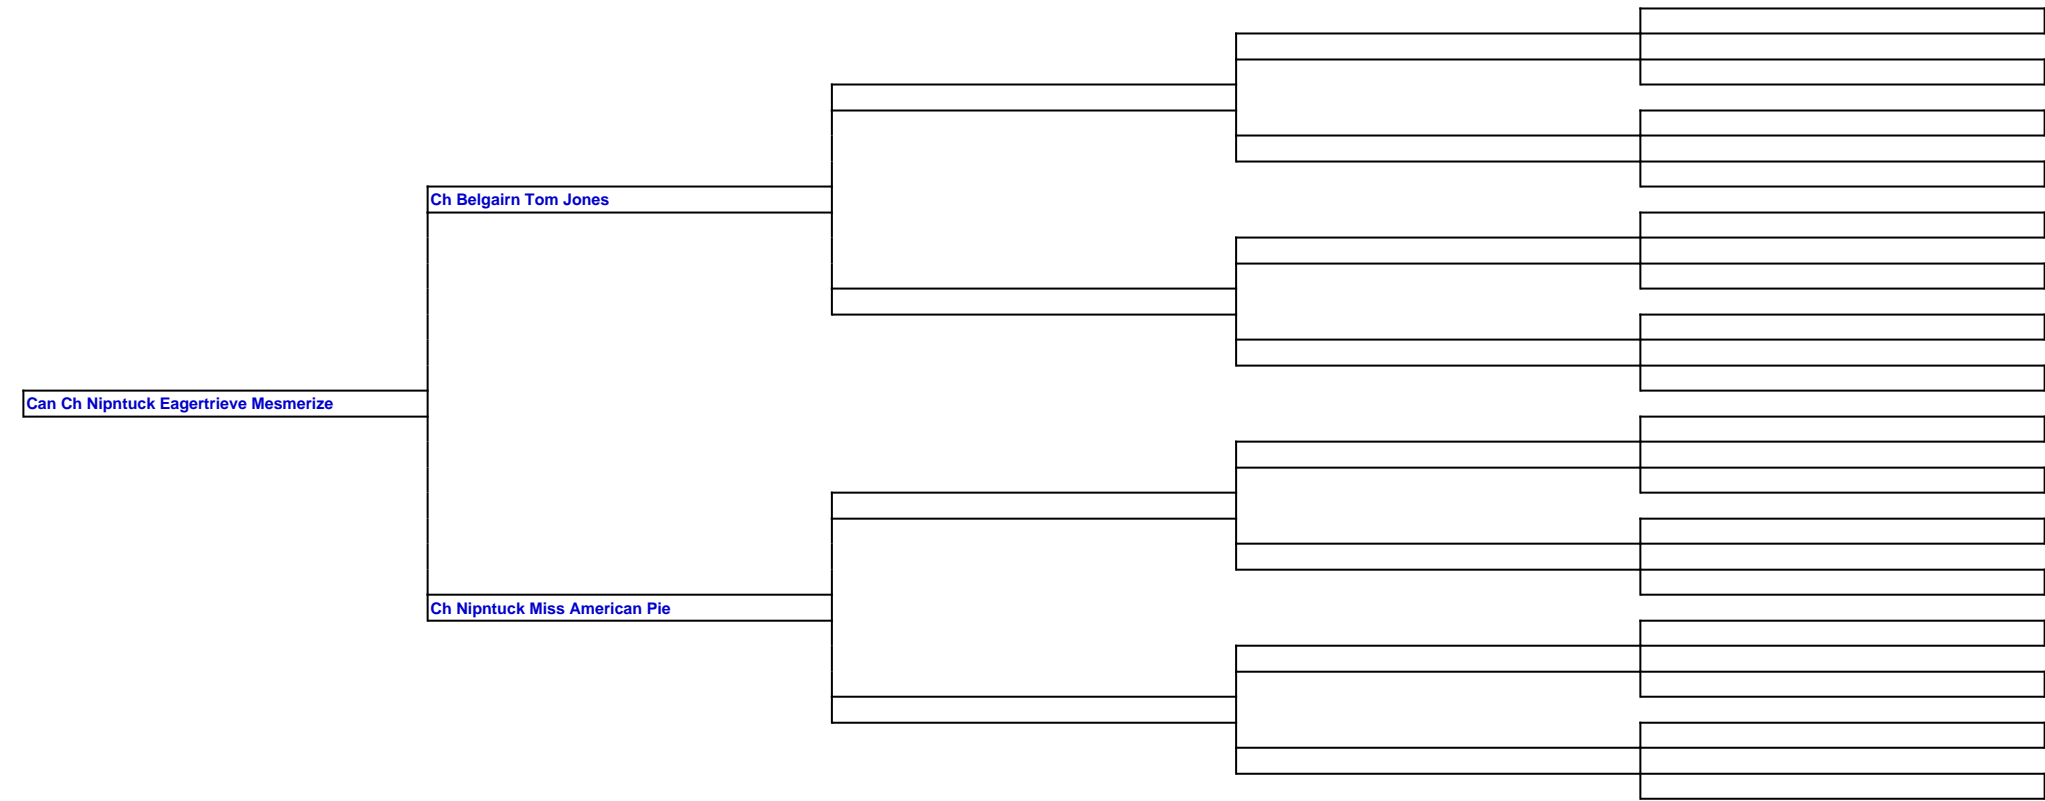 Ch Belgairn Tom Jones
Can Ch Nipntuck Eagertrieve Mesmerize
Ch Nipntuck Miss American Pie